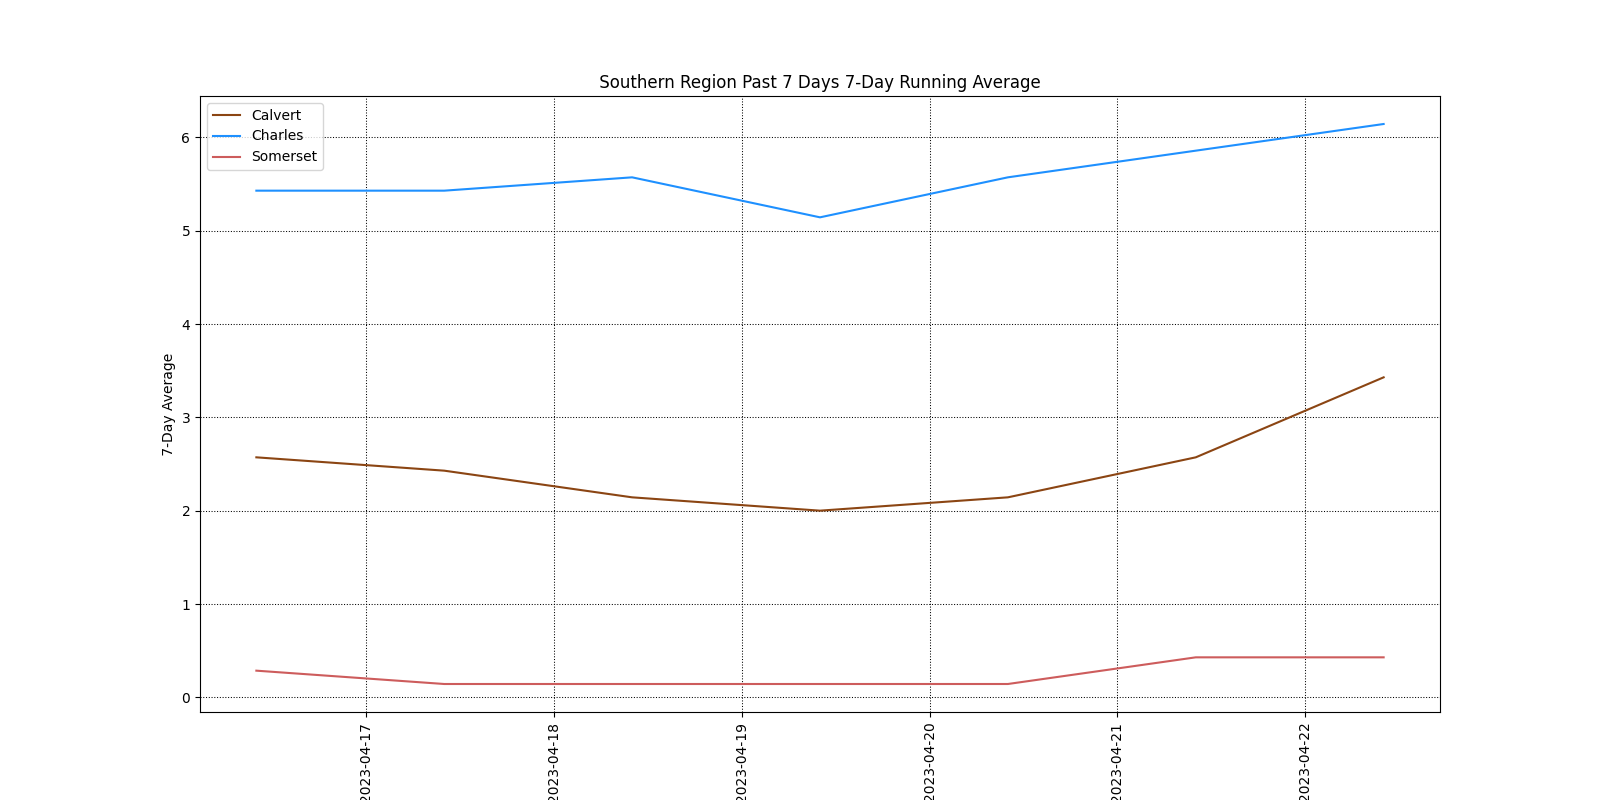 Southern Region Past 7 Days 7-Day Running Average
Calvert
Charles
Somerset
7-Day Average
6
5
4
3
2
1
0
2023-04-17
2023-04-18
2023-04-19
2023-04-20
2023-04-21
2023-04-22